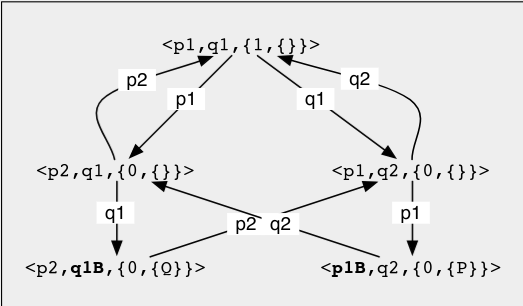 <p1,q1,{1,{}}>
p2
q2
p1
q1
<p2,q1,{0,{}}>
<p1,q2,{0,{}}>
q1
p2 q2
p1
<p2,q1B,{0,{Q}}>
<p1B,q2,{0,{P}}>